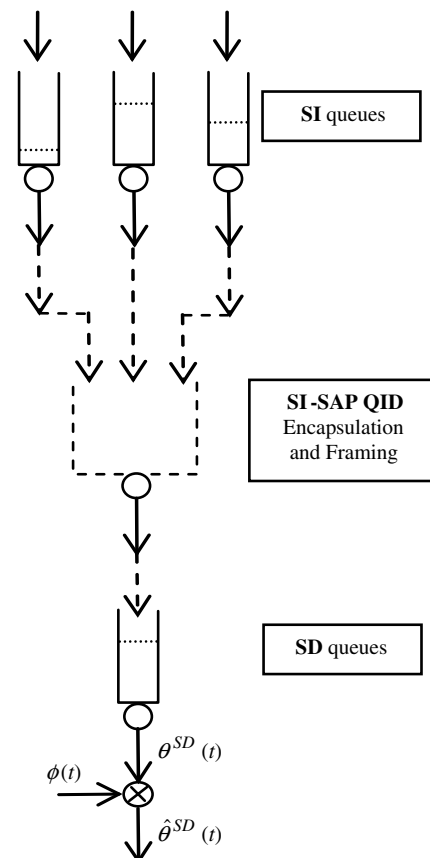 SI queues
SI-SAP QID
Encapsulation
and Framing
SD queues
θ^{SD}(t)
ϕ(t)
θ̂^{SD}(t)